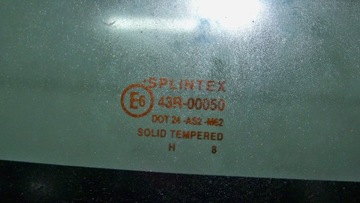 SPLINTEX
E6 43R-00050
DOT 24 -AS2 -M62
SOLID TEMPERED
H 8